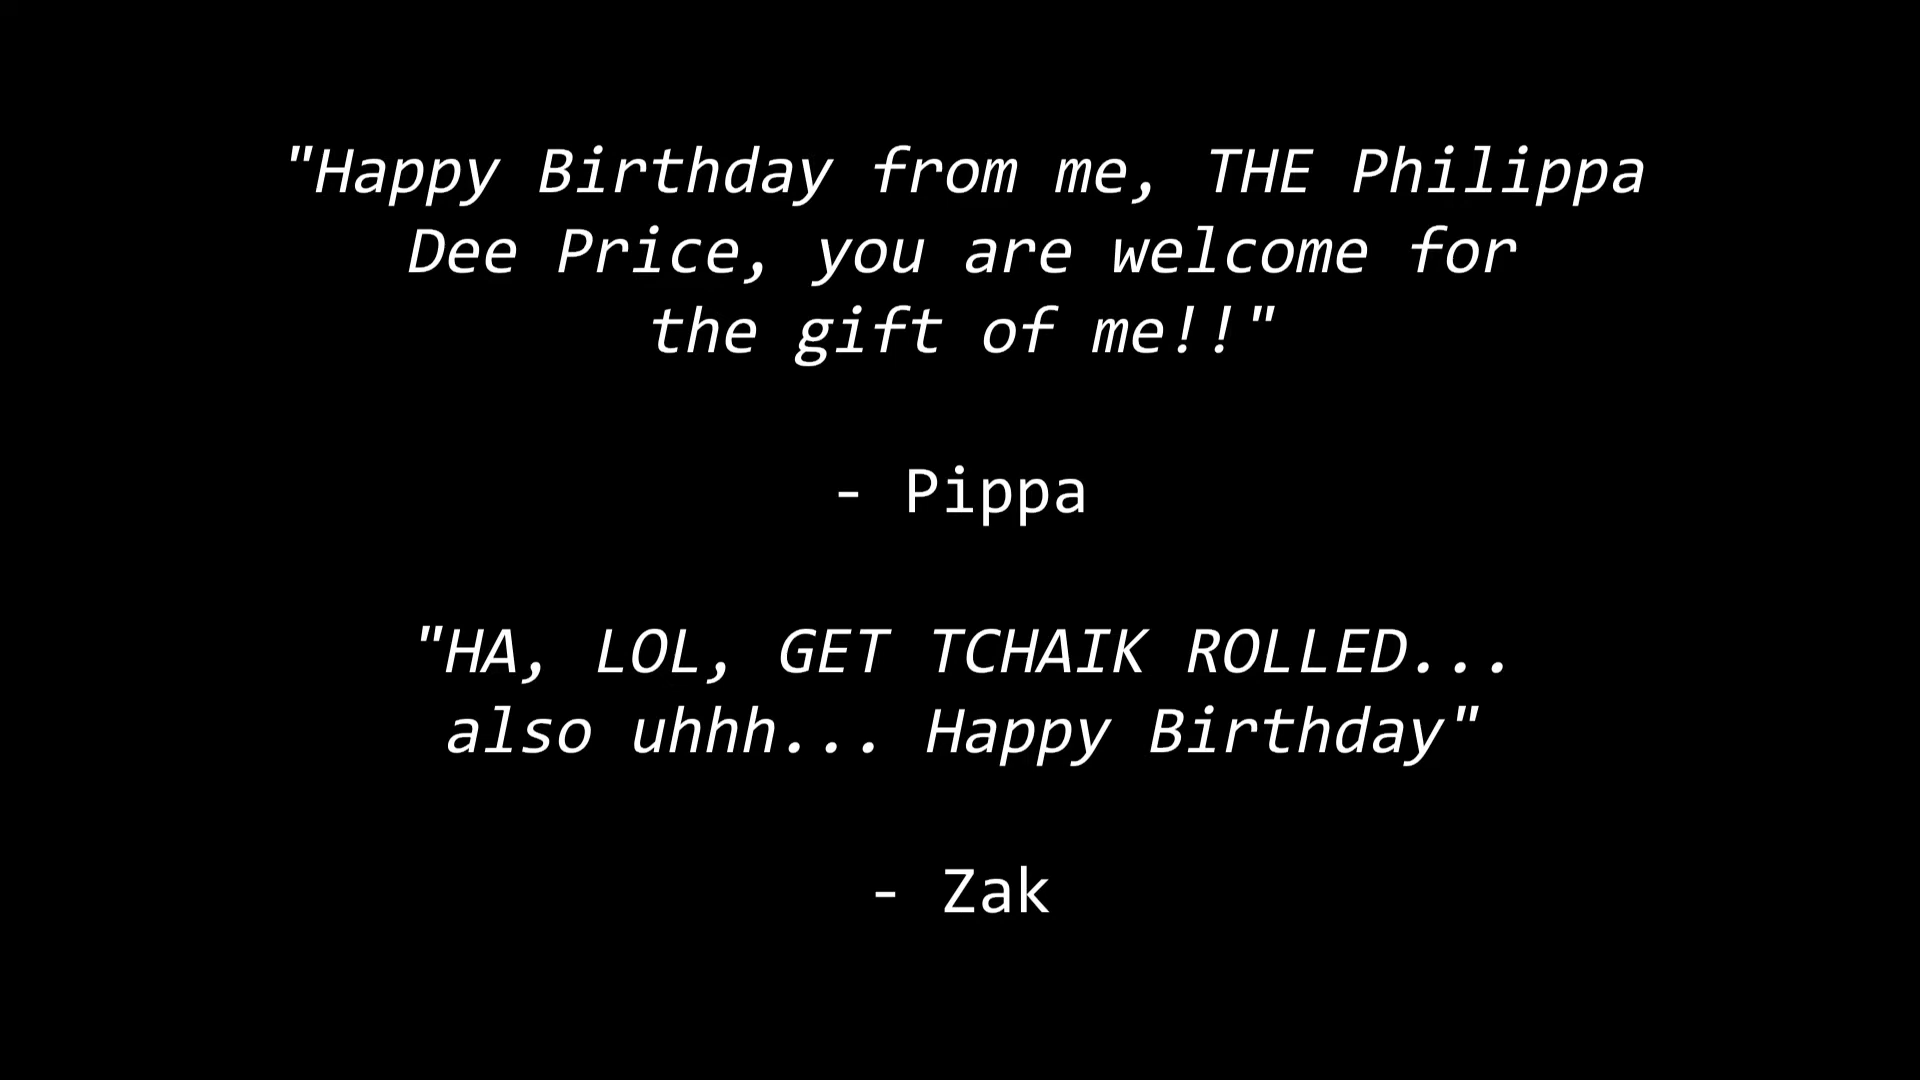 "Happy Birthday from me, THE Philippa
Dee Price, you are welcome for
the gift of me!!"
- Pippa
"HA, LOL, GET TCHAIK ROLLED...
also uhhh... Happy Birthday"
- Zak